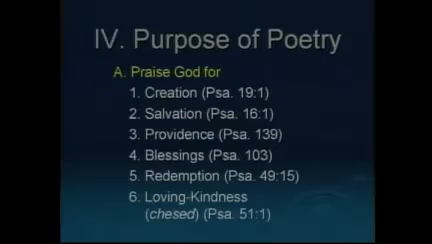 IV. Purpose of Poetry
A. Praise God for
1. Creation (Psa. 19:1)
2. Salvation (Psa. 16:1)
3. Providence (Psa. 139)
4. Blessings (Psa. 103)
5. Redemption (Psa. 49:15)
6. Loving-Kindness
(chesed) (Psa. 51:1)